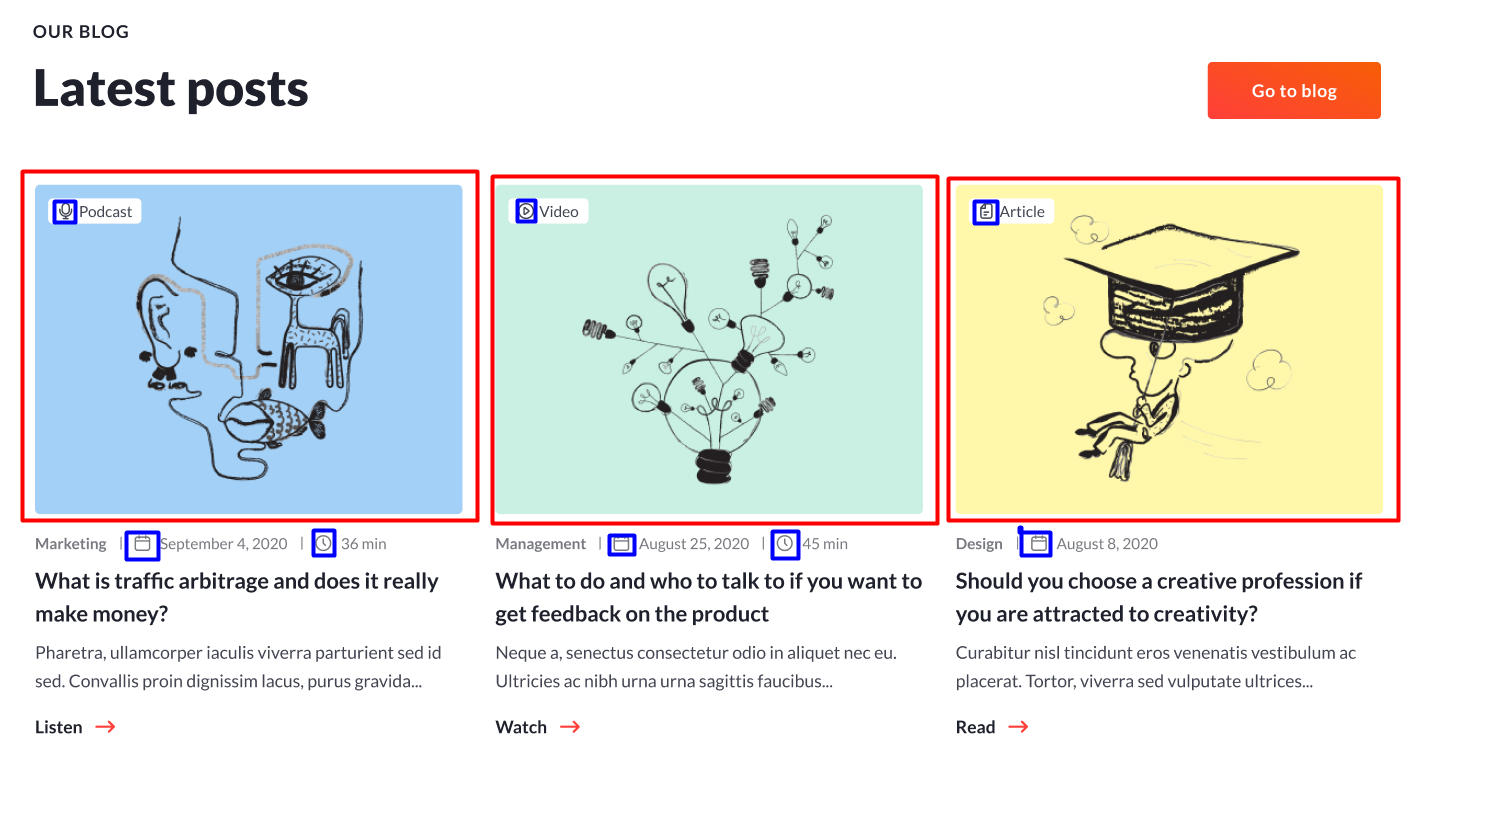 OUR BLOG
Latest posts
Go to blog
Podcast
Marketing | September 4, 2020 | 36 min
What is traffic arbitrage and does it really
make money?
Pharetra, ullamcorper iaculis viverra parturient sed id
sed. Convallis proin dignissim lacus, purus gravida...
Listen
Video
Management | August 25, 2020 | 45 min
What to do and who to talk to if you want to
get feedback on the product
Neque a, senectus consectetur odio in aliquet nec eu.
Ultricies ac nibh urna urna sagittis faucibus...
Watch
Article
Design | August 8, 2020
Should you choose a creative profession if
you are attracted to creativity?
Curabitur nisl tincidunt eros venenatis vestibulum ac
placerat. Tortor, viverra sed vulputate ultrices...
Read